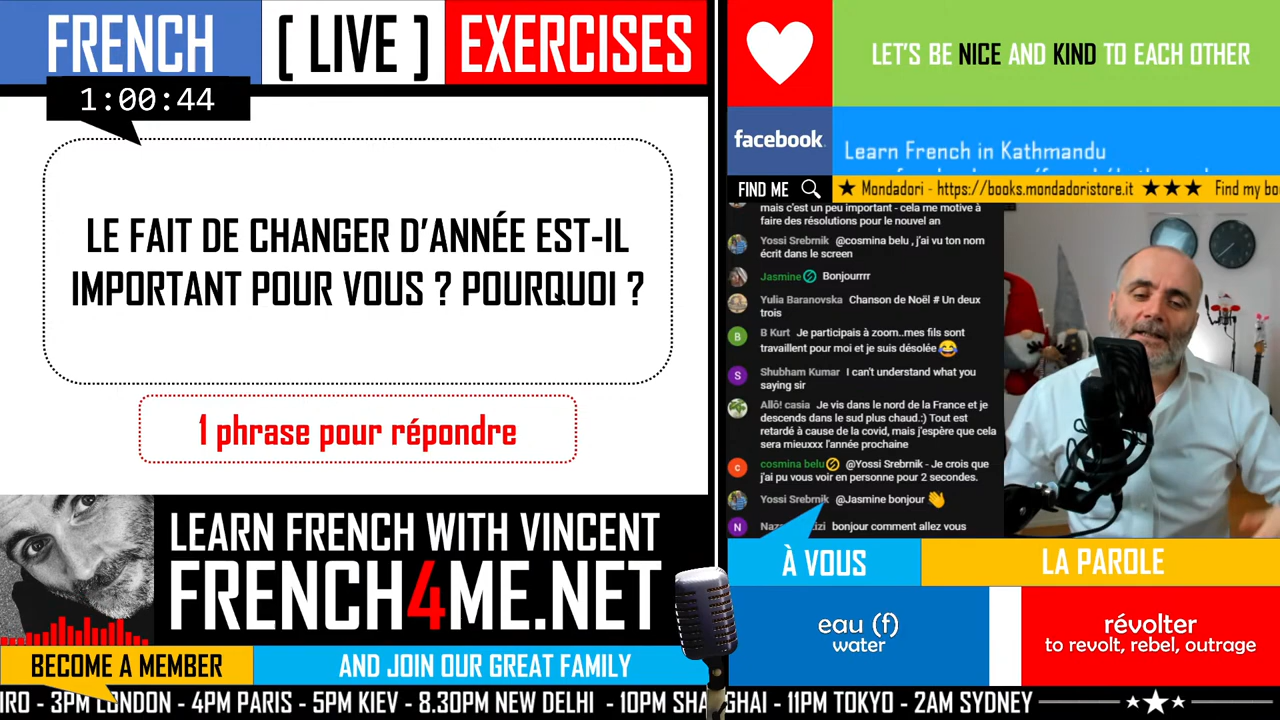 FRENCH [ LIVE ] EXERCISES
1:00:44
LE FAIT DE CHANGER D'ANNÉE EST-IL
IMPORTANT POUR VOUS ? POURQUOI ?
1 phrase pour répondre
LEARN FRENCH WITH VINCENT
FRENCH4ME.NET
BECOME A MEMBER
AND JOIN OUR GREAT FAMILY
LET'S BE NICE AND KIND TO EACH OTHER
facebook
Learn French in Kathmandu
FIND ME
★ Mondadori - https://books.mondadoristore.it ★★★ Find my bo
mais c'est un peu important - cela me motive à
faire des résolutions pour le nouvel an
Yossi Srebrnik @cosmina belu , j'ai vu ton nom
écrit dans le screen
Jasmine Bonjourrrr
Yulia Baranovska Chanson de Noël # Un deux
trois
B
B Kurt Je participais à zoom..mes fils sont
travaillent pour moi et je suis désolée 😂
S
Shubham Kumar I can't understand what you
saying sir
Allô! casia Je vis dans le nord de la France et je
descends dans le sud plus chaud.:) Tout est
retardé à cause de la covid, mais j'espère que cela
sera mieuxxx l'année prochaine
c
cosmina belu @Yossi Srebrnik - Je crois que
j'ai pu vous voir en personne pour 2 secondes.
Yossi Srebrnik @Jasmine bonjour 👋
N
bonjour comment allez vous
À VOUS
LA PAROLE
eau (f)
water
révolter
to revolt, rebel, outrage
IRO - 3PM LONDON - 4PM PARIS - 5PM KIEV - 8.30PM NEW DELHI - 10PM SHANGHAI - 11PM TOKYO - 2AM SYDNEY